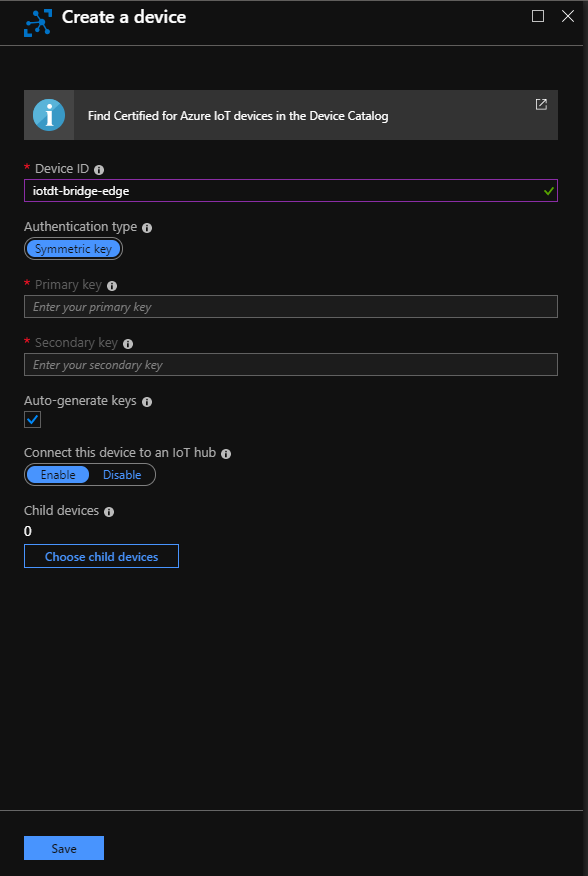 Create a device
Find Certified for Azure IoT devices in the Device Catalog
* Device ID
iotdt-bridge-edge
Authentication type
Symmetric key
* Primary key
Enter your primary key
* Secondary key
Enter your secondary key
Auto-generate keys
Connect this device to an IoT hub
Enable Disable
Child devices
0
Choose child devices
Save